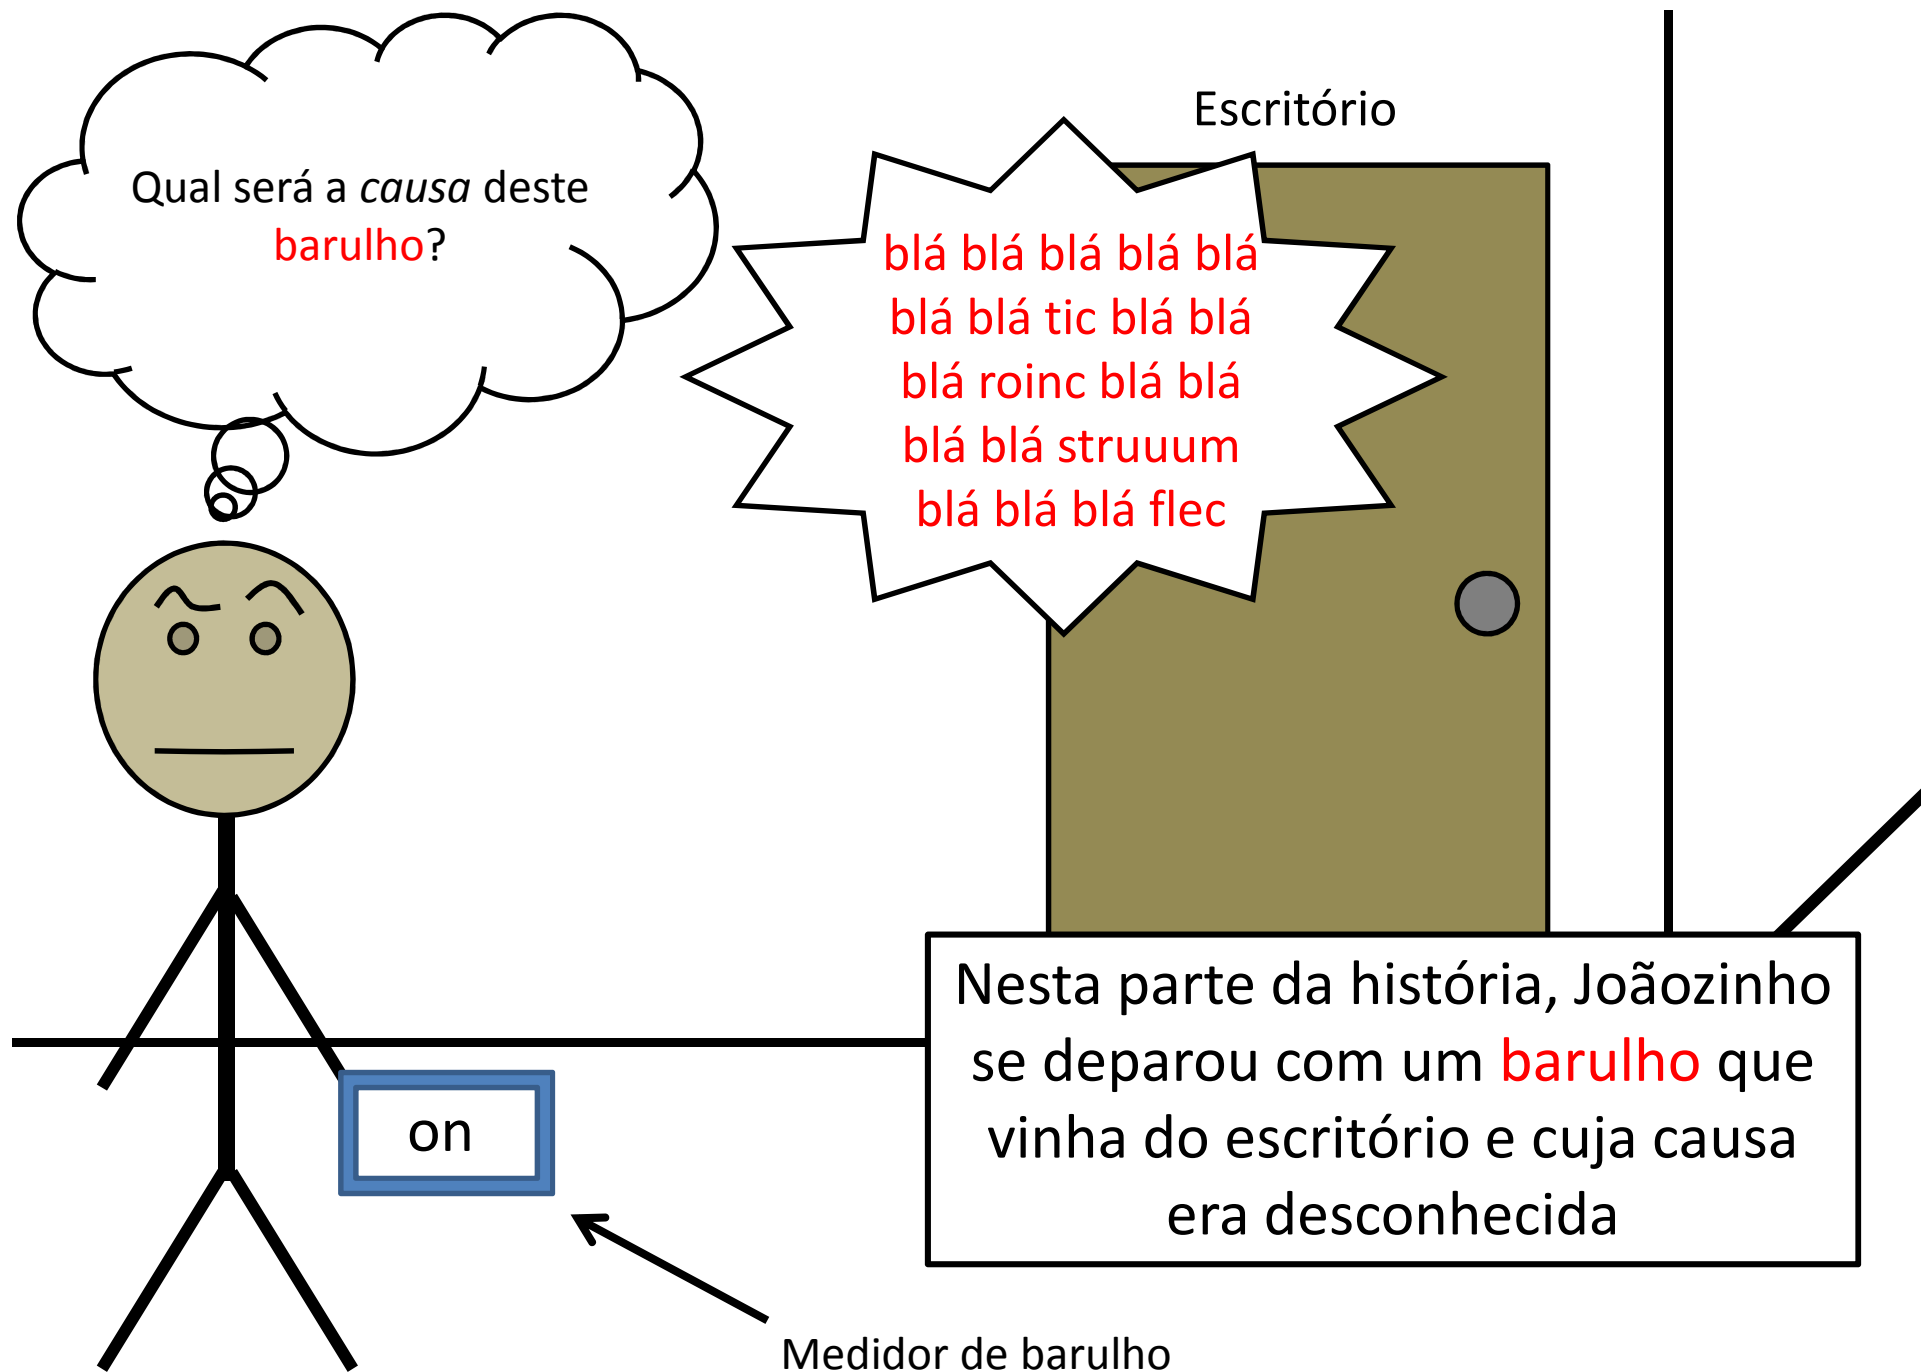 Qual será a causa deste
barulho?
Escritório
blá blá blá blá blá
blá blá tic blá blá
blá roinc blá blá
blá blá struuum
blá blá blá flec
on
Nesta parte da história, Joãozinho
se deparou com um barulho que
vinha do escritório e cuja causa
era desconhecida
Medidor de barulho